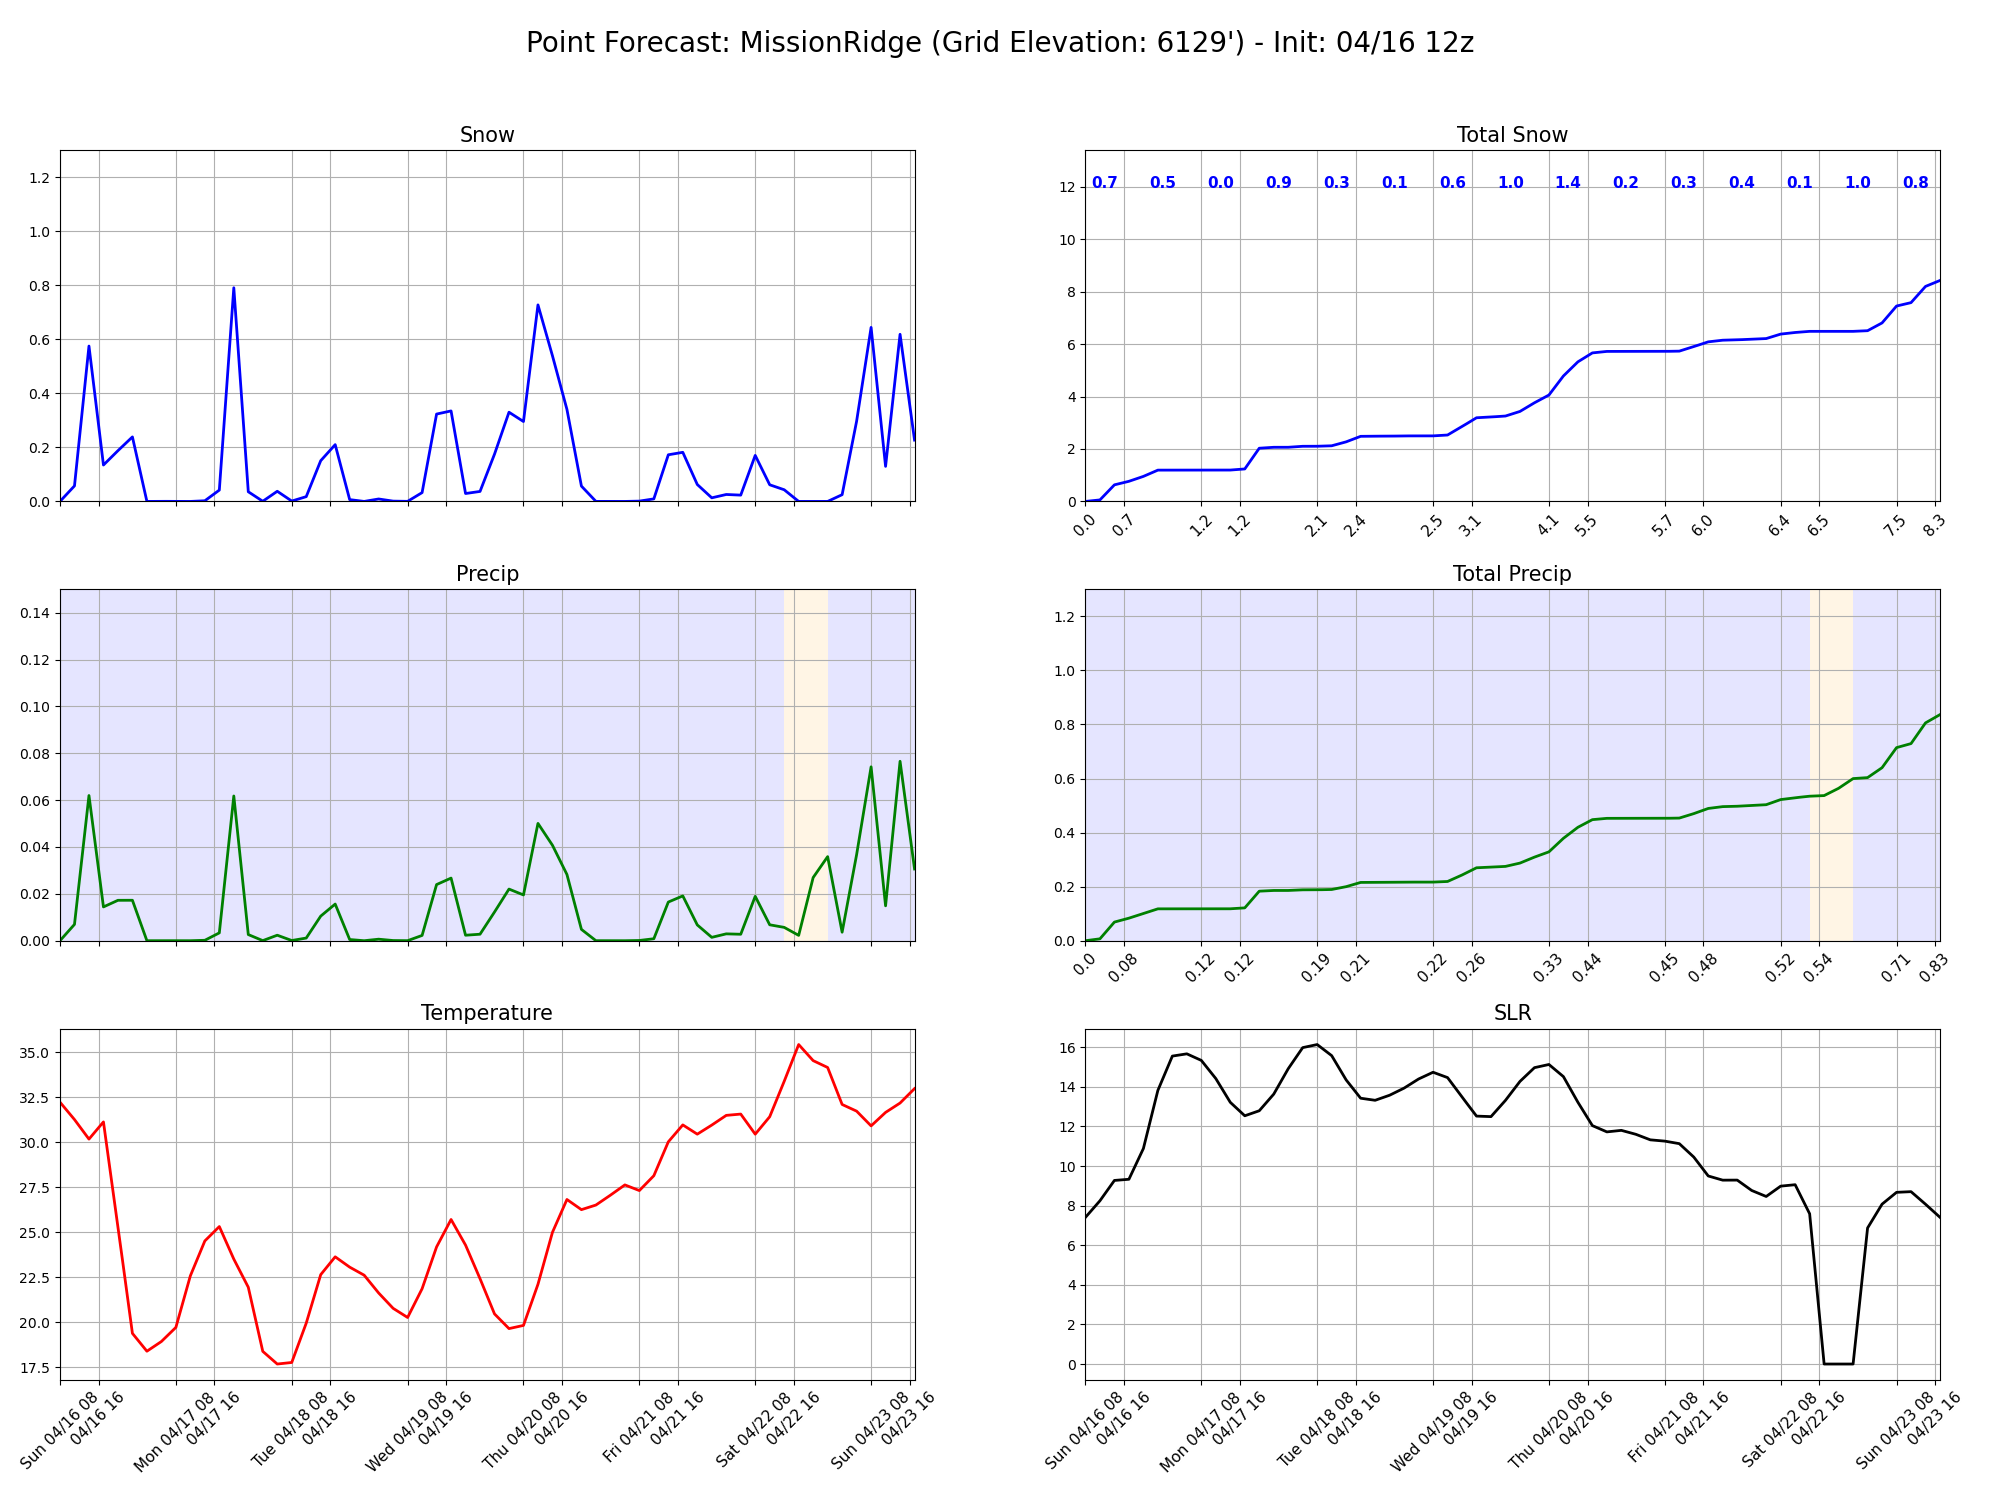 Point Forecast: MissionRidge (Grid Elevation: 6129') - Init: 04/16 12z
Snow
1.2
1.0
0.8
0.6
0.4
0.2
0.0
Total Snow
0.7 0.5 0.0 0.9 0.3 0.1 0.6 1.0 1.4 0.2 0.3 0.4 0.1 1.0 0.8
12
10
8
6
4
2
0
0.0 0.7 1.2 1.2 2.1 2.4 2.5 3.1 4.1 5.5 5.7 6.0 6.4 6.5 7.5 8.3
Precip
0.14
0.12
0.10
0.08
0.06
0.04
0.02
0.00
Total Precip
1.2
1.0
0.8
0.6
0.4
0.2
0.0
0.0 0.08 0.12 0.12 0.19 0.21 0.22 0.26 0.33 0.44 0.45 0.48 0.52 0.54 0.71 0.83
Temperature
35.0
32.5
30.0
27.5
25.0
22.5
20.0
17.5
Sun 04/16 08
04/16 16
Mon 04/17 08
04/17 16
Tue 04/18 08
04/18 16
Wed 04/19 08
04/19 16
Thu 04/20 08
04/20 16
Fri 04/21 08
04/21 16
Sat 04/22 08
04/22 16
Sun 04/23 08
04/23 16
SLR
16
14
12
10
8
6
4
2
0
Sun 04/16 08
04/16 16
Mon 04/17 08
04/17 16
Tue 04/18 08
04/18 16
Wed 04/19 08
04/19 16
Thu 04/20 08
04/20 16
Fri 04/21 08
04/21 16
Sat 04/22 08
04/22 16
Sun 04/23 08
04/23 16